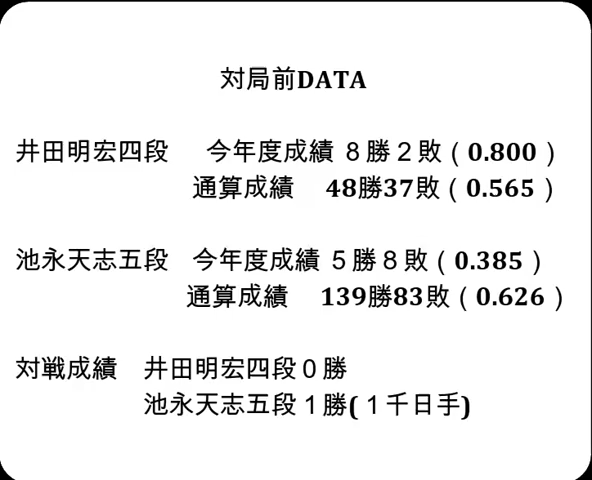 対局前DATA
井田明宏四段 今年度成績 8勝2敗(0.800)
通算成績 48勝37敗(0.565)
池永天志五段 今年度成績 5勝8敗(0.385)
通算成績 139勝83敗(0.626)
対戦成績 井田明宏四段0勝
池永天志五段1勝(1千日手)